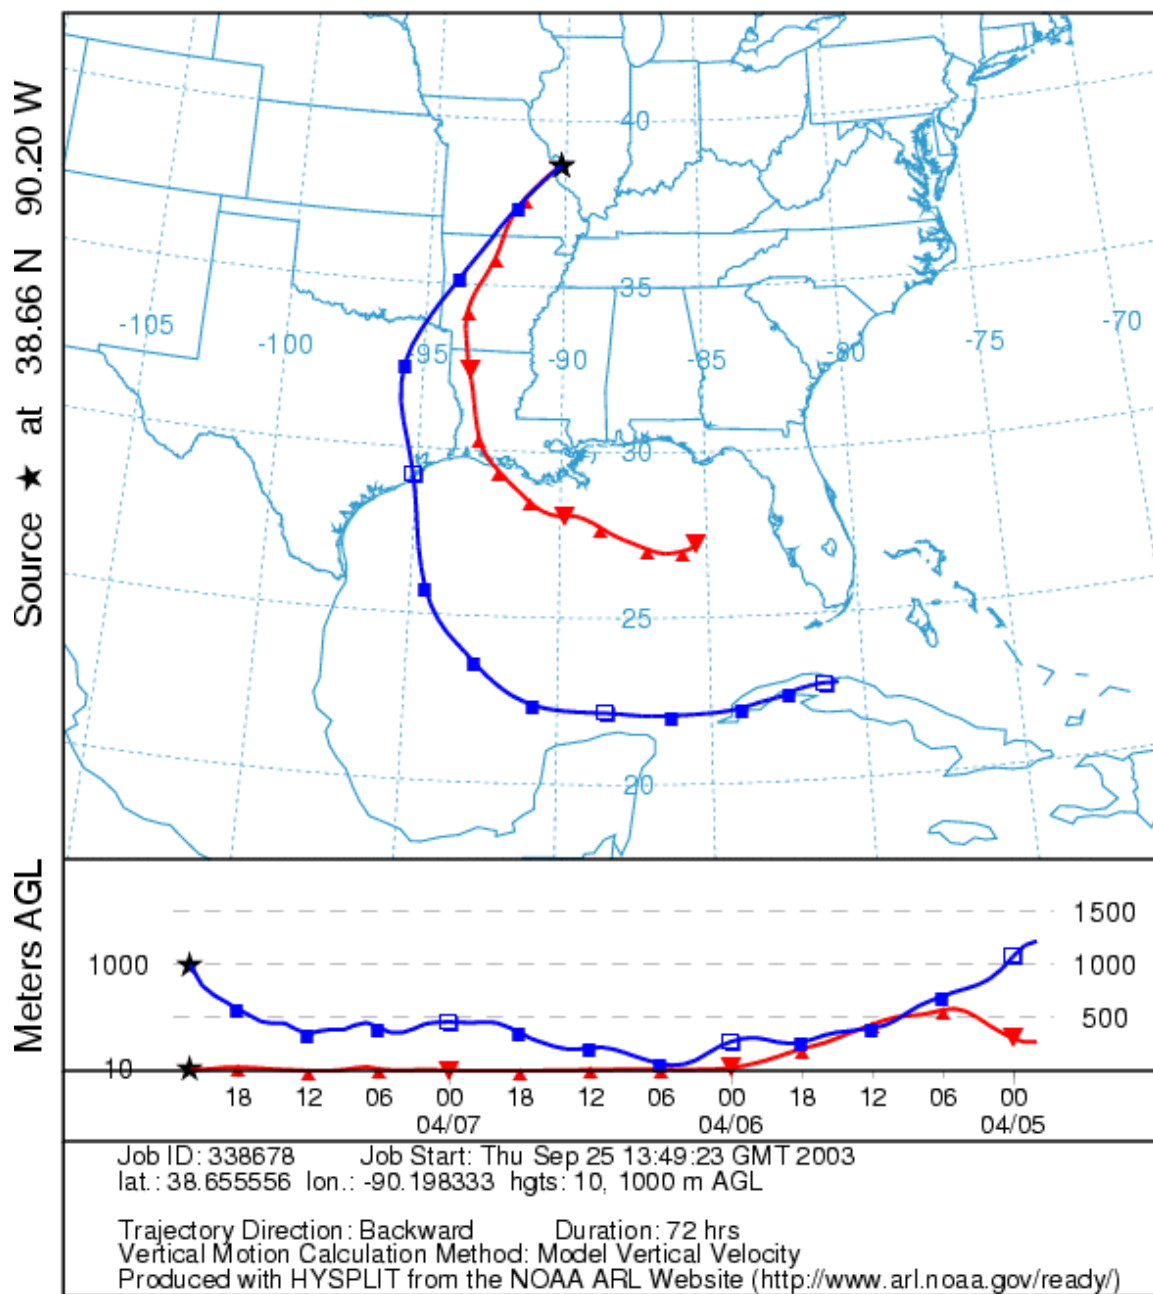 Source ★ at 38.66 N 90.20 W
40
35
-105
-100
-95
-90
-85
-80
-75
-70
30
25
20
Meters AGL
1500
1000
1000
500
10
18 12 06 00 18 12 06 00 18 12 06 00
04/07 04/06 04/05
Job ID: 338678 Job Start: Thu Sep 25 13:49:23 GMT 2003
lat.: 38.655556 lon.: -90.198333 hgts: 10, 1000 m AGL
Trajectory Direction: Backward Duration: 72 hrs
Vertical Motion Calculation Method: Model Vertical Velocity
Produced with HYSPLIT from the NOAA ARL Website (http://www.arl.noaa.gov/ready/)